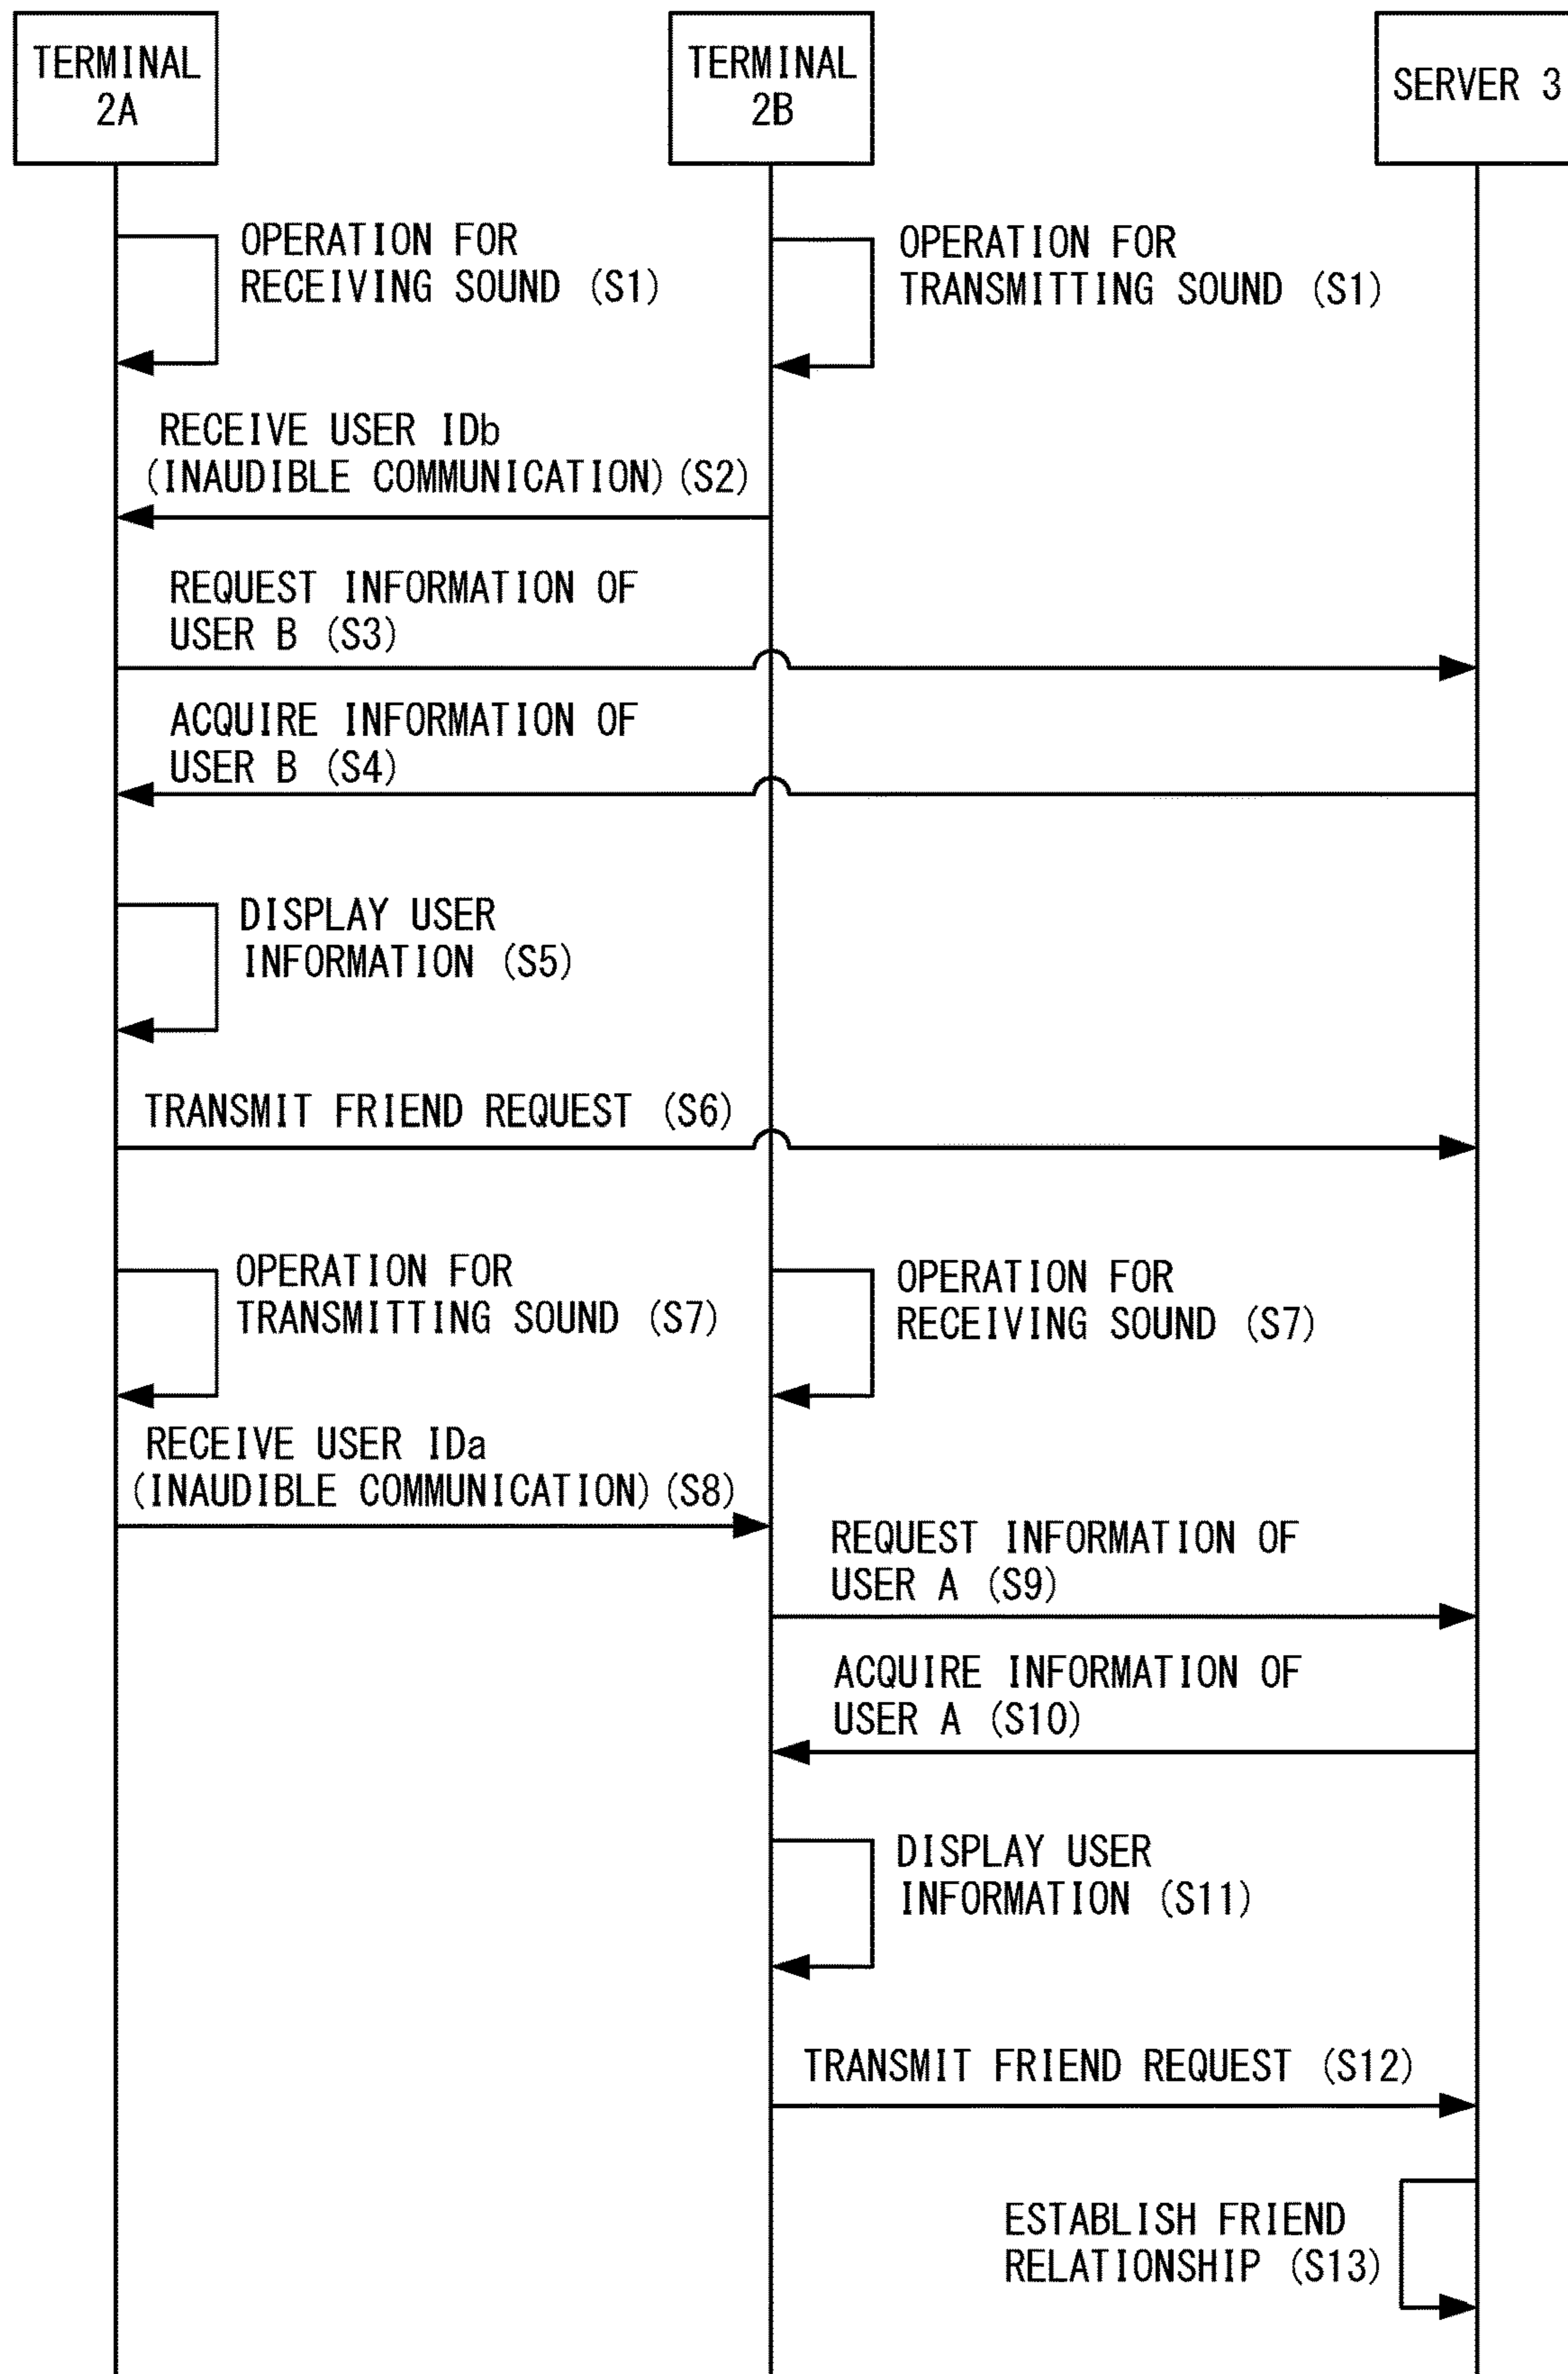 TERMINAL
2A
TERMINAL
2B
SERVER 3
OPERATION FOR
RECEIVING SOUND (S1)
OPERATION FOR
TRANSMITTING SOUND (S1)
RECEIVE USER IDb
(INAUDIBLE COMMUNICATION) (S2)
REQUEST INFORMATION OF
USER B (S3)
ACQUIRE INFORMATION OF
USER B (S4)
DISPLAY USER
INFORMATION (S5)
TRANSMIT FRIEND REQUEST (S6)
OPERATION FOR
TRANSMITTING SOUND (S7)
OPERATION FOR
RECEIVING SOUND (S7)
RECEIVE USER IDa
(INAUDIBLE COMMUNICATION) (S8)
REQUEST INFORMATION OF
USER A (S9)
ACQUIRE INFORMATION OF
USER A (S10)
DISPLAY USER
INFORMATION (S11)
TRANSMIT FRIEND REQUEST (S12)
ESTABLISH FRIEND
RELATIONSHIP (S13)